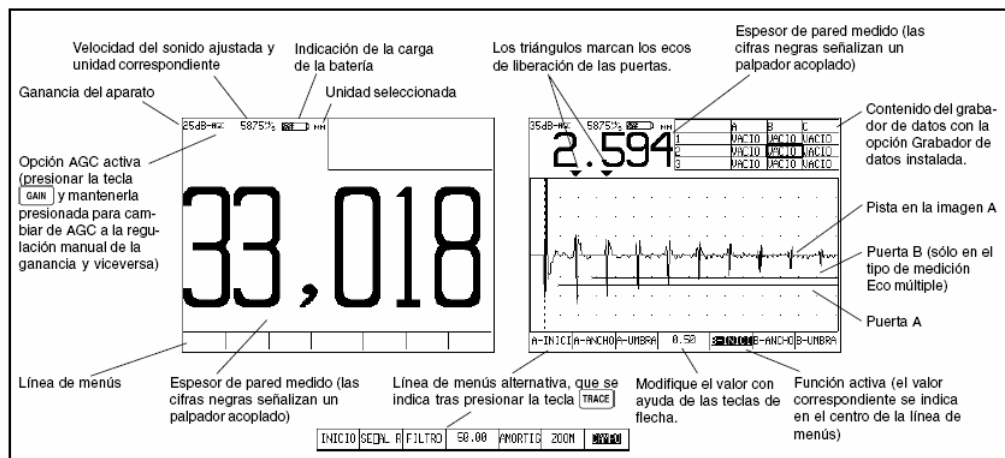 Velocidad del sonido ajustada y
unidad correspondiente
Indicación de la carga
de la batería
Ganancia del aparato
Unidad seleccionada
Opción AGC activa
(presionar la tecla
GAIN y mantenerla
presionada para cam-
biar de AGC a la regu-
lación manual de la
ganancia y viceversa)
25dB-AGC 5875 MM
33,018
Línea de menús
Espesor de pared medido (las
cifras negras señalizan un
palpador acoplado)
Los triángulos marcan los ecos
de liberación de las puertas.
Espesor de pared medido (las
cifras negras señalizan un
palpador acoplado)
Contenido del graba-
dor de datos con la
opción Grabador de
datos instalada.
35dB-AGC 5875 MM
2.594
A B C
1 VACIO VACIO VACIO
2 VACIO VACIO VACIO
3 VACIO VACIO VACIO
Pista en la imagen A
Puerta B (sólo en el
tipo de medición
Eco múltiple)
Puerta A
A-INICI A-ANCHO A-UMBRA 0.50 B-INICI B-ANCHO B-UMBRA
Línea de menús alternativa, que se
indica tras presionar la tecla TRACE
Modifique el valor con
ayuda de las teclas de
flecha.
Función activa (el valor
correspondiente se indica
en el centro de la línea de
menús)
INICIO FILTRO 50.00 AMORTIG ZOOM CAMPO